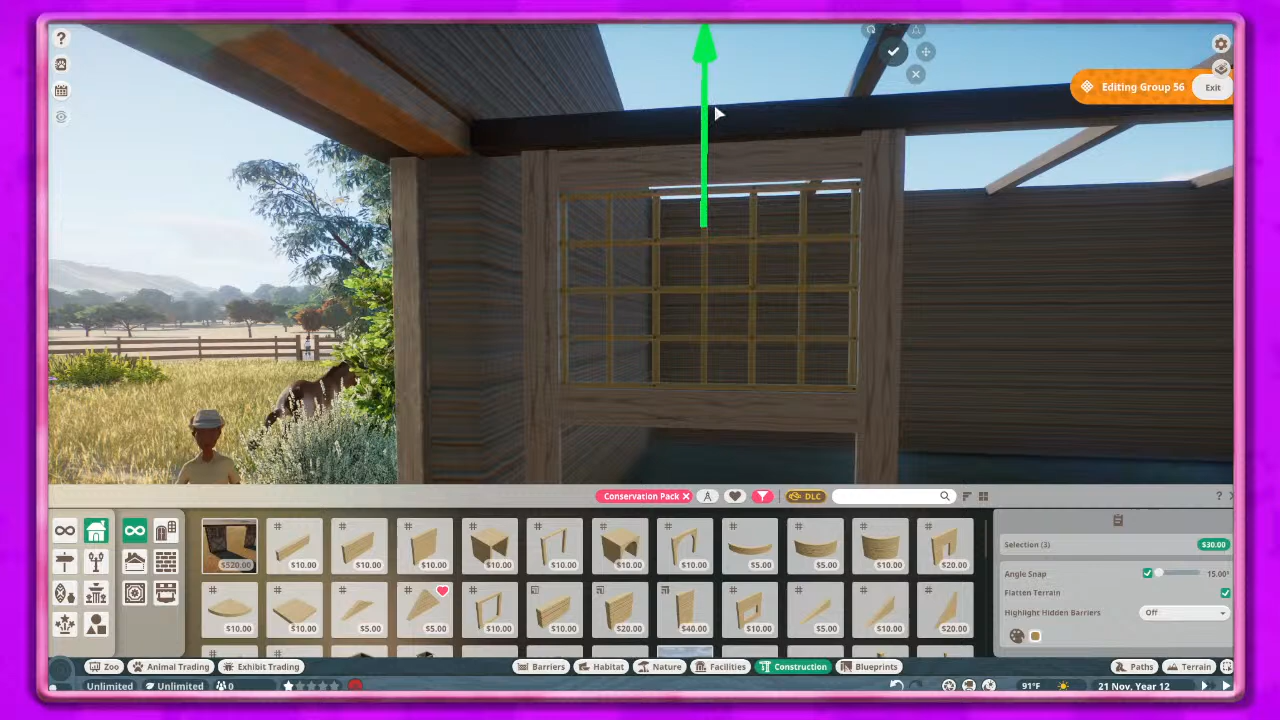 ?
Editing Group 56 Exit
Conservation Pack × DLC ?
$520.00 $10.00 $10.00 $10.00 $10.00 $10.00 $10.00 $10.00 $5.00 $5.00 $10.00 $20.00
$10.00 $10.00 $5.00 $5.00 $10.00 $10.00 $20.00 $40.00 $10.00 $5.00 $10.00 $20.00
Selection (3) $30.00
Angle Snap 15.00°
Flatten Terrain
Highlight Hidden Barriers Off
Zoo Animal Trading Exhibit Trading Barriers Habitat Nature Facilities Construction Blueprints Paths Terrain
Unlimited Unlimited 0 91°F 21 Nov, Year 12